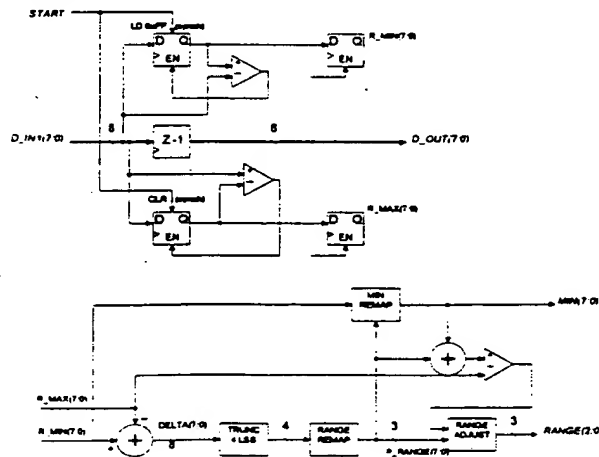 START
D Q
EN
D Q
R_MIN(7:0)
EN
+
-
D_IN1(7:0)
8
Z-1
8
D_OUT(7:0)
+
-
CLR
D Q
EN
D Q
R_MAX(7:0)
EN
MIN
REMAP
MIN(7:0)
+
+
-
R_MAX(7:0)
R_MIN(7:0)
-
+
+
DELTA(7:0)
8
TRUNC
4 LSB
4
RANGE
REMAP
3
RANGE
ADJUST
3
RANGE(2:0)